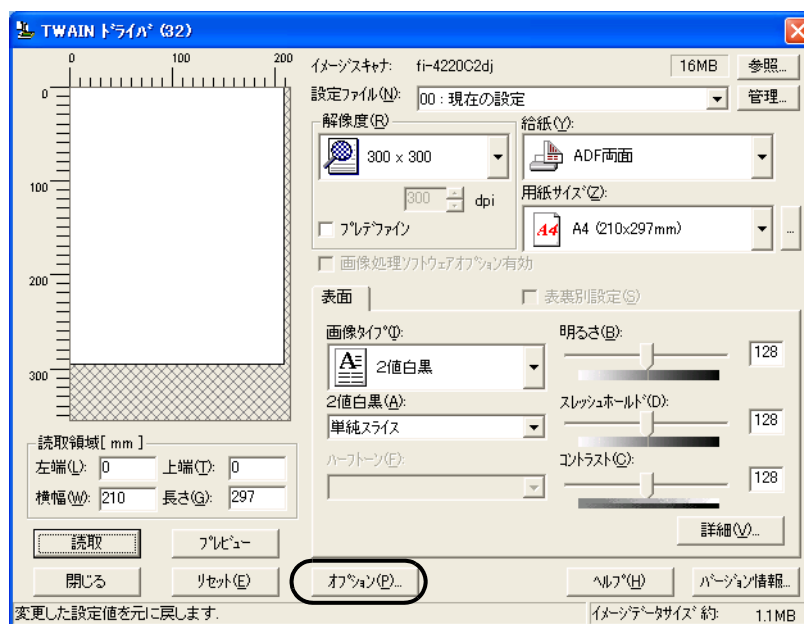 TWAIN ﾄﾞﾗｲﾊﾞ (32)
0 100 200
0
100
200
300
イメージスキャナ: fi-4220C2dj 16MB 参照...
設定ファイル(N): 00 : 現在の設定 管理...
解像度(R)
300 x 300
300 dpi
ﾌﾟﾚﾃﾞﾌｧｲﾝ
給紙(Y):
ADF両面
用紙ｻｲｽﾞ(Z):
A4 A4 (210x297mm) ...
画像処理ｿﾌﾄｳｪｱｵﾌﾟｼｮﾝ有効
表面 表裏別設定(S)
画像ﾀｲﾌﾟ(I):
A 2値白黒
2値白黒(A):
単純スライス
ﾊｰﾌﾄｰﾝ(F):
明るさ(B):
128
ｽﾚｯｼｭﾎｰﾙﾄﾞ(D):
128
ｺﾝﾄﾗｽﾄ(C):
128
詳細(V)...
読取領域[ mm ]
左端(L): 0 上端(T): 0
横幅(W): 210 長さ(G): 297
読取 ﾌﾟﾚﾋﾞｭｰ
閉じる ﾘｾｯﾄ(E) ｵﾌﾟｼｮﾝ(P)... ﾍﾙﾌﾟ(H) ﾊﾞｰｼﾞｮﾝ情報...
変更した設定値を元に戻します. ｲﾒｰｼﾞﾃﾞｰﾀｻｲｽﾞ 約: 1.1MB